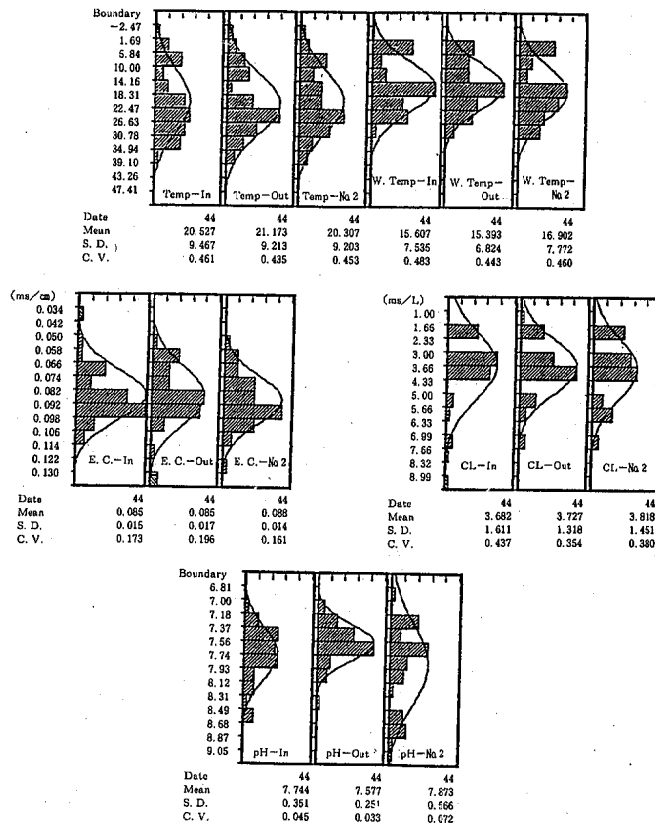 Boundary
-2.47
1.69
5.84
10.00
14.16
18.31
22.47
26.63
30.78
34.94
39.10
43.26
47.41
Temp-In
Temp-Out
Temp-No.2
W. Temp-In
W. Temp-Out
W. Temp-No.2
Date 44 44 44 44 44 44
Mean 20.527 21.173 20.307 15.607 15.393 16.902
S. D. 9.467 9.213 9.203 7.535 6.824 7.772
C. V. 0.461 0.435 0.453 0.483 0.443 0.460
(ms/cm)
0.034
0.042
0.050
0.058
0.066
0.074
0.082
0.092
0.098
0.106
0.114
0.122
0.130
E. C.-In
E. C.-Out
E. C.-No.2
Date 44 44 44
Mean 0.085 0.085 0.088
S. D. 0.015 0.017 0.014
C. V. 0.173 0.196 0.161
(ms/L)
1.00
1.66
2.33
3.00
3.66
4.33
5.00
5.66
6.33
6.99
7.66
8.32
8.99
CL-In
CL-Out
CL-No.2
Date 44 44 44
Mean 3.682 3.727 3.818
S. D. 1.611 1.318 1.451
C. V. 0.437 0.354 0.380
Boundary
6.81
7.00
7.18
7.37
7.56
7.74
7.93
8.12
8.31
8.49
8.68
8.87
9.05
pH-In
pH-Out
pH-No.2
Date 44 44 44
Mean 7.744 7.577 7.873
S. D. 0.351 0.251 0.566
C. V. 0.045 0.033 0.072